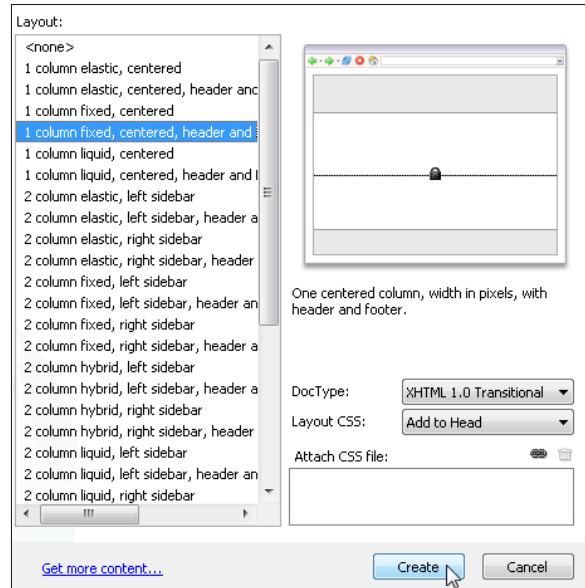 Layout:
<none>
1 column elastic, centered
1 column elastic, centered, header and
1 column fixed, centered
1 column fixed, centered, header and
1 column liquid, centered
1 column liquid, centered, header and
2 column elastic, left sidebar
2 column elastic, left sidebar, header a
2 column elastic, right sidebar
2 column elastic, right sidebar, header
2 column fixed, left sidebar
2 column fixed, left sidebar, header an
2 column fixed, right sidebar
2 column fixed, right sidebar, header a
2 column hybrid, left sidebar
2 column hybrid, left sidebar, header a
2 column hybrid, right sidebar
2 column hybrid, right sidebar, header
2 column liquid, left sidebar
2 column liquid, left sidebar, header an
2 column liquid, right sidebar
One centered column, width in pixels, with
header and footer.
DocType: XHTML 1.0 Transitional
Layout CSS: Add to Head
Attach CSS file:
Get more content...
Create
Cancel